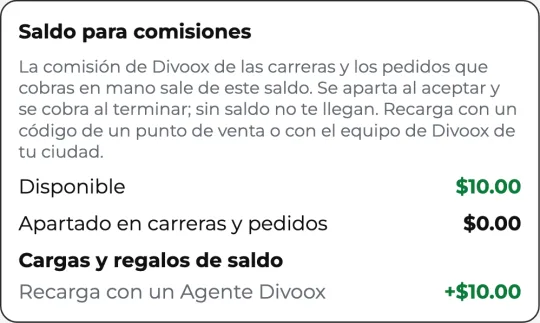 Saldo para comisiones
La comisión de Divoox de las carreras y los pedidos que
cobras en mano sale de este saldo. Se aparta al aceptar y
se cobra al terminar; sin saldo no te llegan. Recarga con un
código de un punto de venta o con el equipo de Divoox de
tu ciudad.
Disponible $10.00
Apartado en carreras y pedidos $0.00
Cargas y regalos de saldo
Recarga con un Agente Divoox +$10.00